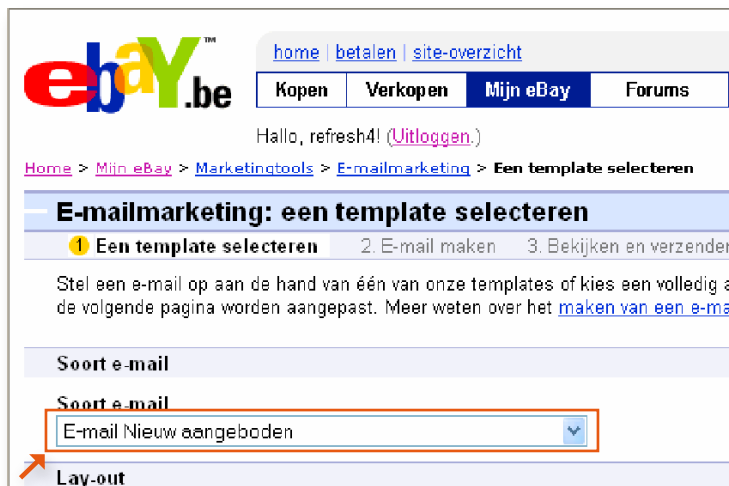 ebaY™.be
home | betalen | site-overzicht
Kopen Verkopen Mijn eBay Forums
Hallo, refresh4! (Uitloggen.)
Home > Mijn eBay > Marketingtools > E-mailmarketing > Een template selecteren
E-mailmarketing: een template selecteren
1 Een template selecteren 2. E-mail maken 3. Bekijken en verzenden
Stel een e-mail op aan de hand van één van onze templates of kies een volledig a
de volgende pagina worden aangepast. Meer weten over het maken van een e-ma
Soort e-mail
Soort e-mail
E-mail Nieuw aangeboden
Lay-out